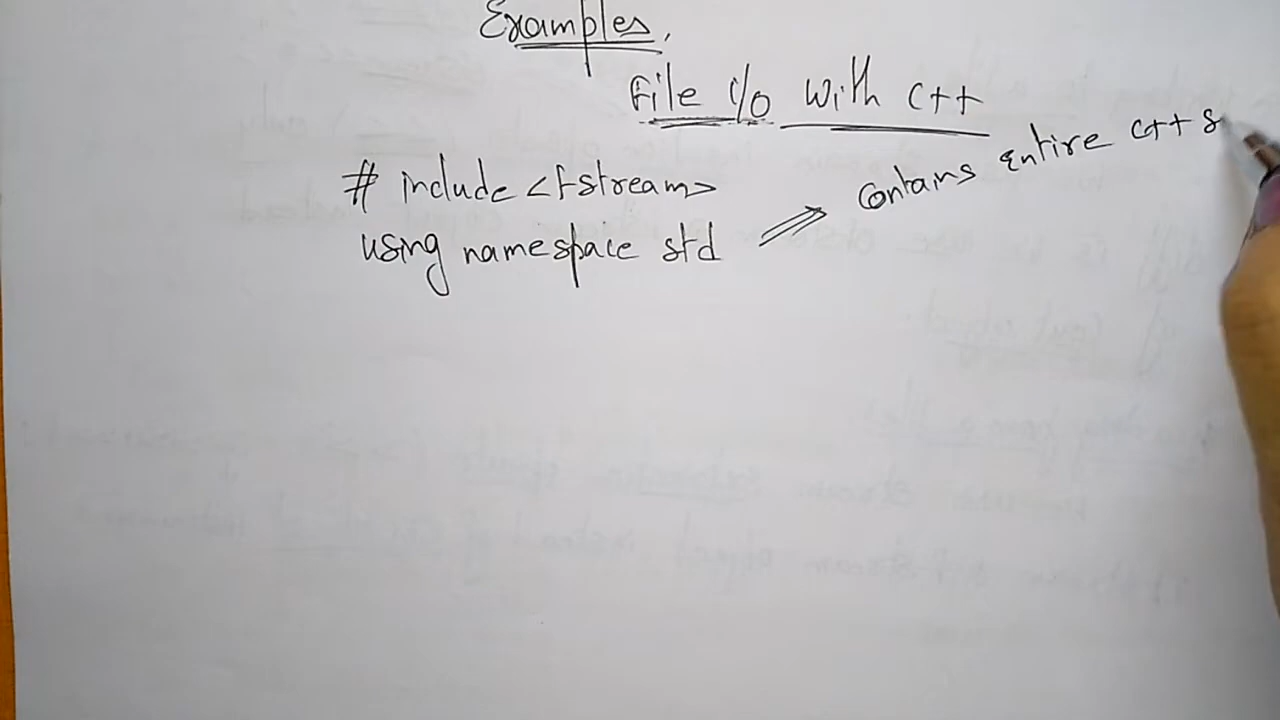 Examples,
File i/o with C++
# include <fstream>
using namespace std ⇒ contains entire C++ s